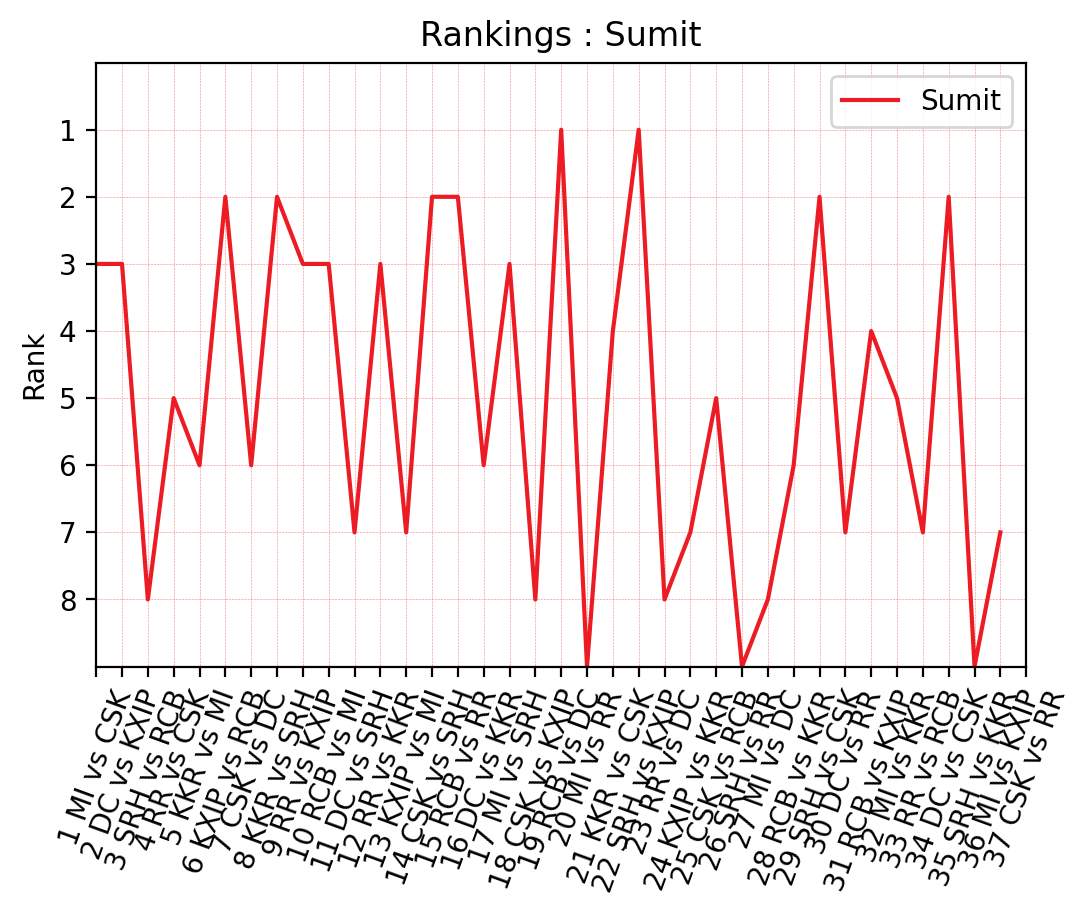 Rankings : Sumit
Sumit
Rank
1
2
3
4
5
6
7
8
1 MI vs CSK
2 DC vs KXIP
3 SRH vs RCB
4 RR vs CSK
5 KKR vs MI
6 KXIP vs RCB
7 CSK vs DC
8 KKR vs SRH
9 RR vs KXIP
10 RCB vs MI
11 DC vs SRH
12 RR vs KKR
13 KXIP vs MI
14 CSK vs SRH
15 RCB vs RR
16 DC vs KKR
17 MI vs SRH
18 CSK vs KXIP
19 RCB vs DC
20 MI vs RR
21 KKR vs CSK
22 SRH vs KXIP
23 RR vs DC
24 KXIP vs KKR
25 CSK vs RCB
26 SRH vs RR
27 MI vs DC
28 RCB vs KKR
29 SRH vs CSK
30 DC vs RR
31 RCB vs KXIP
32 MI vs KKR
33 RR vs RCB
34 DC vs CSK
35 SRH vs KKR
36 MI vs KXIP
37 CSK vs RR